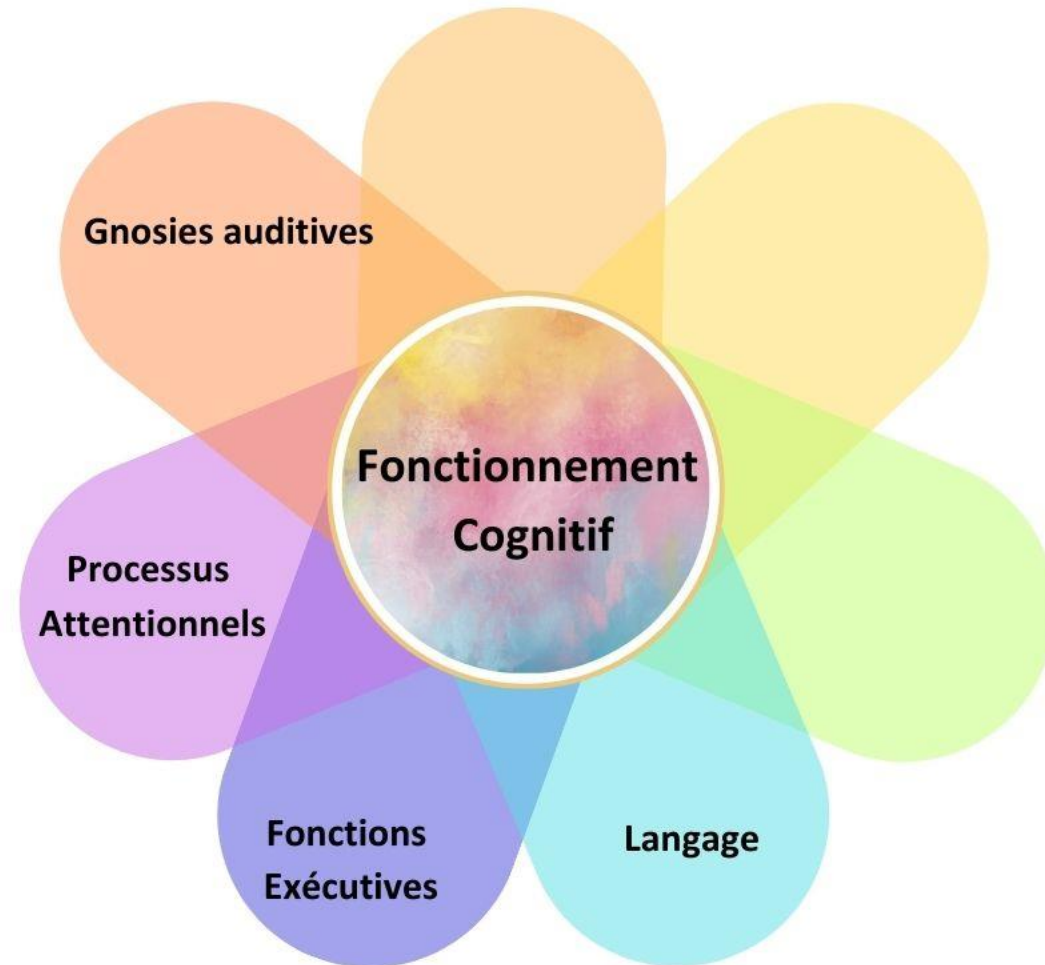 Gnosies auditives
Fonctionnement
Cognitif
Processus
Attentionnels
Fonctions
Exécutives
Langage